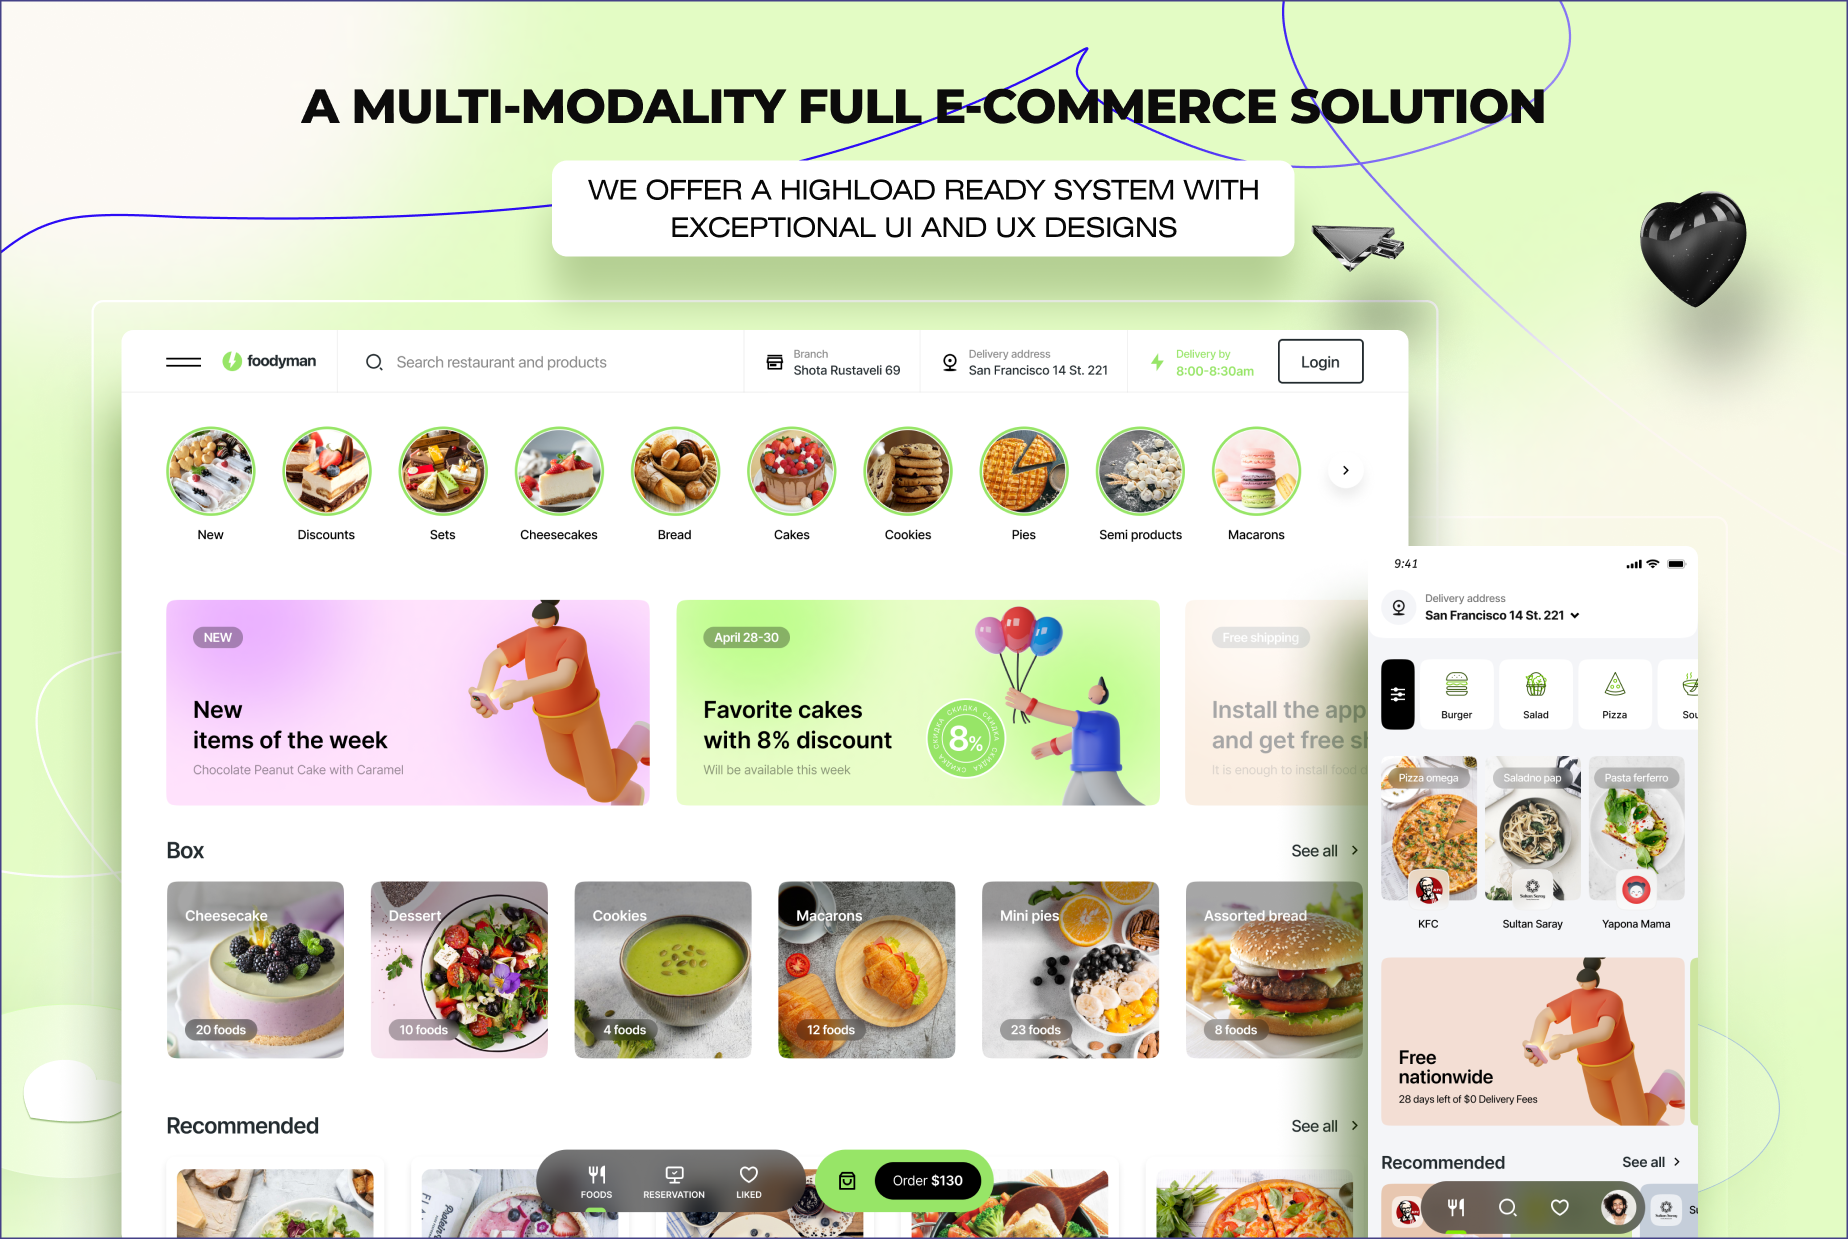 A MULTI-MODALITY FULL E-COMMERCE SOLUTION
WE OFFER A HIGHLOAD READY SYSTEM WITH
EXCEPTIONAL UI AND UX DESIGNS
foodyman
Search restaurant and products
Branch
Shota Rustaveli 69
Delivery address
San Francisco 14 St. 221
Delivery by
8:00-8:30am
Login
New
Discounts
Sets
Cheesecakes
Bread
Cakes
Cookies
Pies
Semi products
Macarons
NEW
New
items of the week
Chocolate Peanut Cake with Caramel
April 28-30
Favorite cakes
with 8% discount
Will be available this week
СКИДКА СКИДКА СКИДКА СКИДКА СКИДКА
8%
Free shipping
Install the app
and get free sh
It is enough to install food
Box
See all
Cheesecake
20 foods
Dessert
10 foods
Cookies
4 foods
Macarons
12 foods
Mini pies
23 foods
Assorted bread
8 foods
Recommended
See all
FOODS
RESERVATION
LIKED
Order $130
9:41
Delivery address
San Francisco 14 St. 221
Burger
Salad
Pizza
Sou
Pizza omega
Saladno pap
Pasta ferferro
KFC
Sultan Saray
Yapona Mama
Free
nationwide
28 days left of $0 Delivery Fees
Recommended
See all